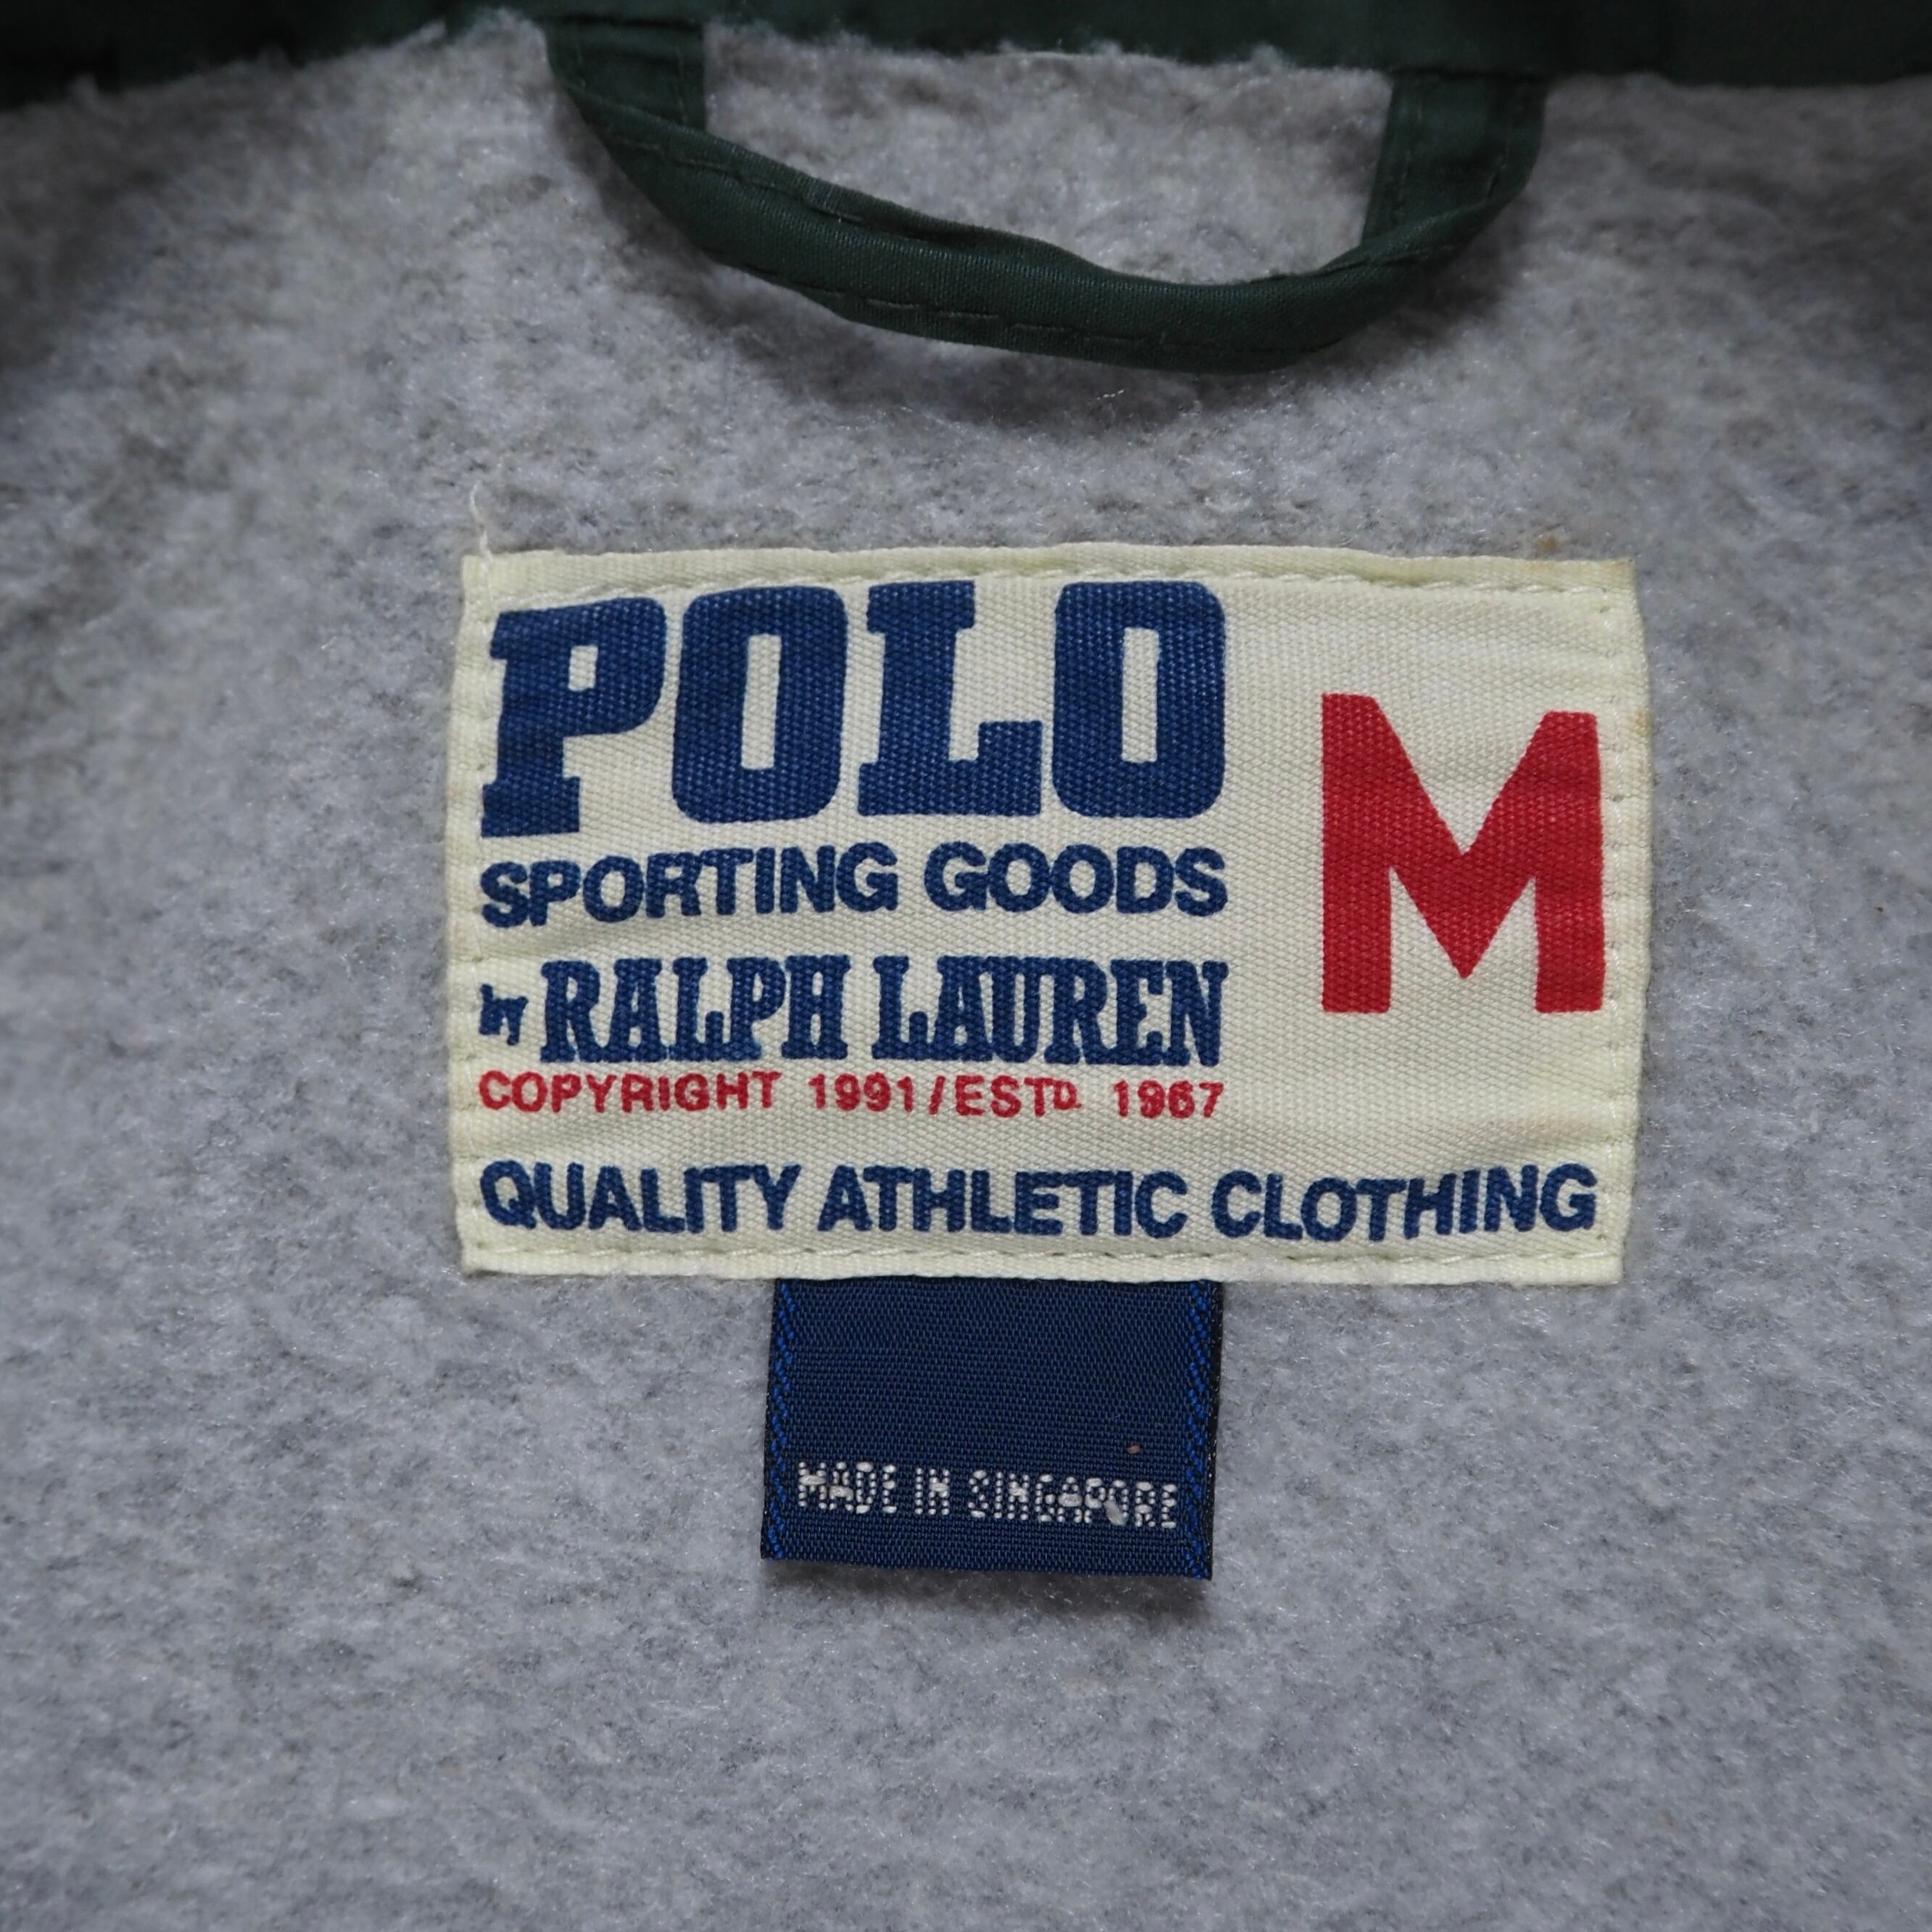 POLO
M
SPORTING GOODS
by RALPH LAUREN
COPYRIGHT 1991/ESTD. 1967
QUALITY ATHLETIC CLOTHING
MADE IN SINGAPORE